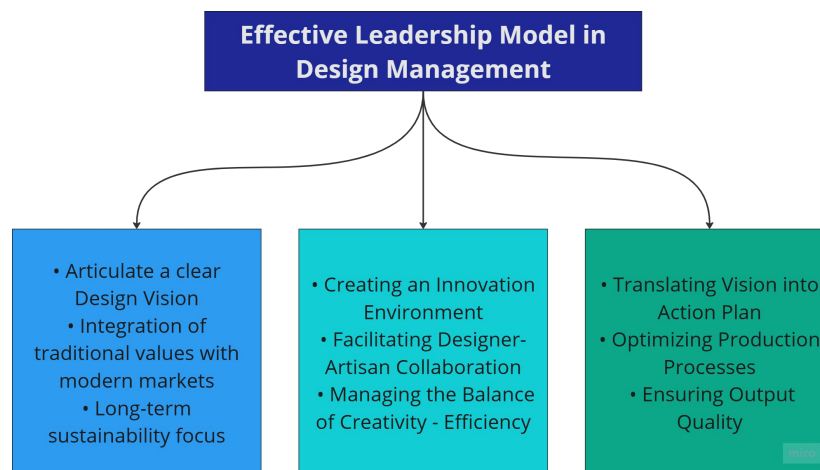 Effective Leadership Model in
Design Management
• Articulate a clear
Design Vision
• Integration of
traditional values with
modern markets
• Long-term
sustainability focus
• Creating an Innovation
Environment
• Facilitating Designer-
Artisan Collaboration
• Managing the Balance
of Creativity - Efficiency
• Translating Vision into
Action Plan
• Optimizing Production
Processes
• Ensuring Output
Quality
miro